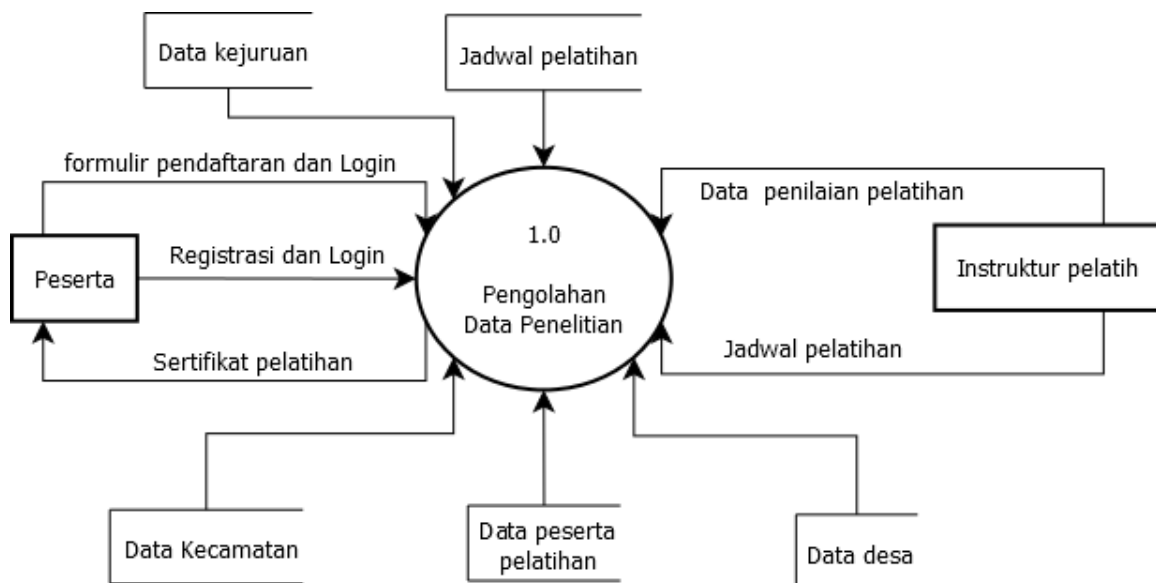 Data kejuruan
Jadwal pelatihan
formulir pendaftaran dan Login
Data  penilaian pelatihan
1.0
Registrasi dan Login
Peserta
Instruktur pelatih
Pengolahan
Data Penelitian
Sertifikat pelatihan
Jadwal pelatihan
Data Kecamatan
Data peserta
pelatihan
Data desa